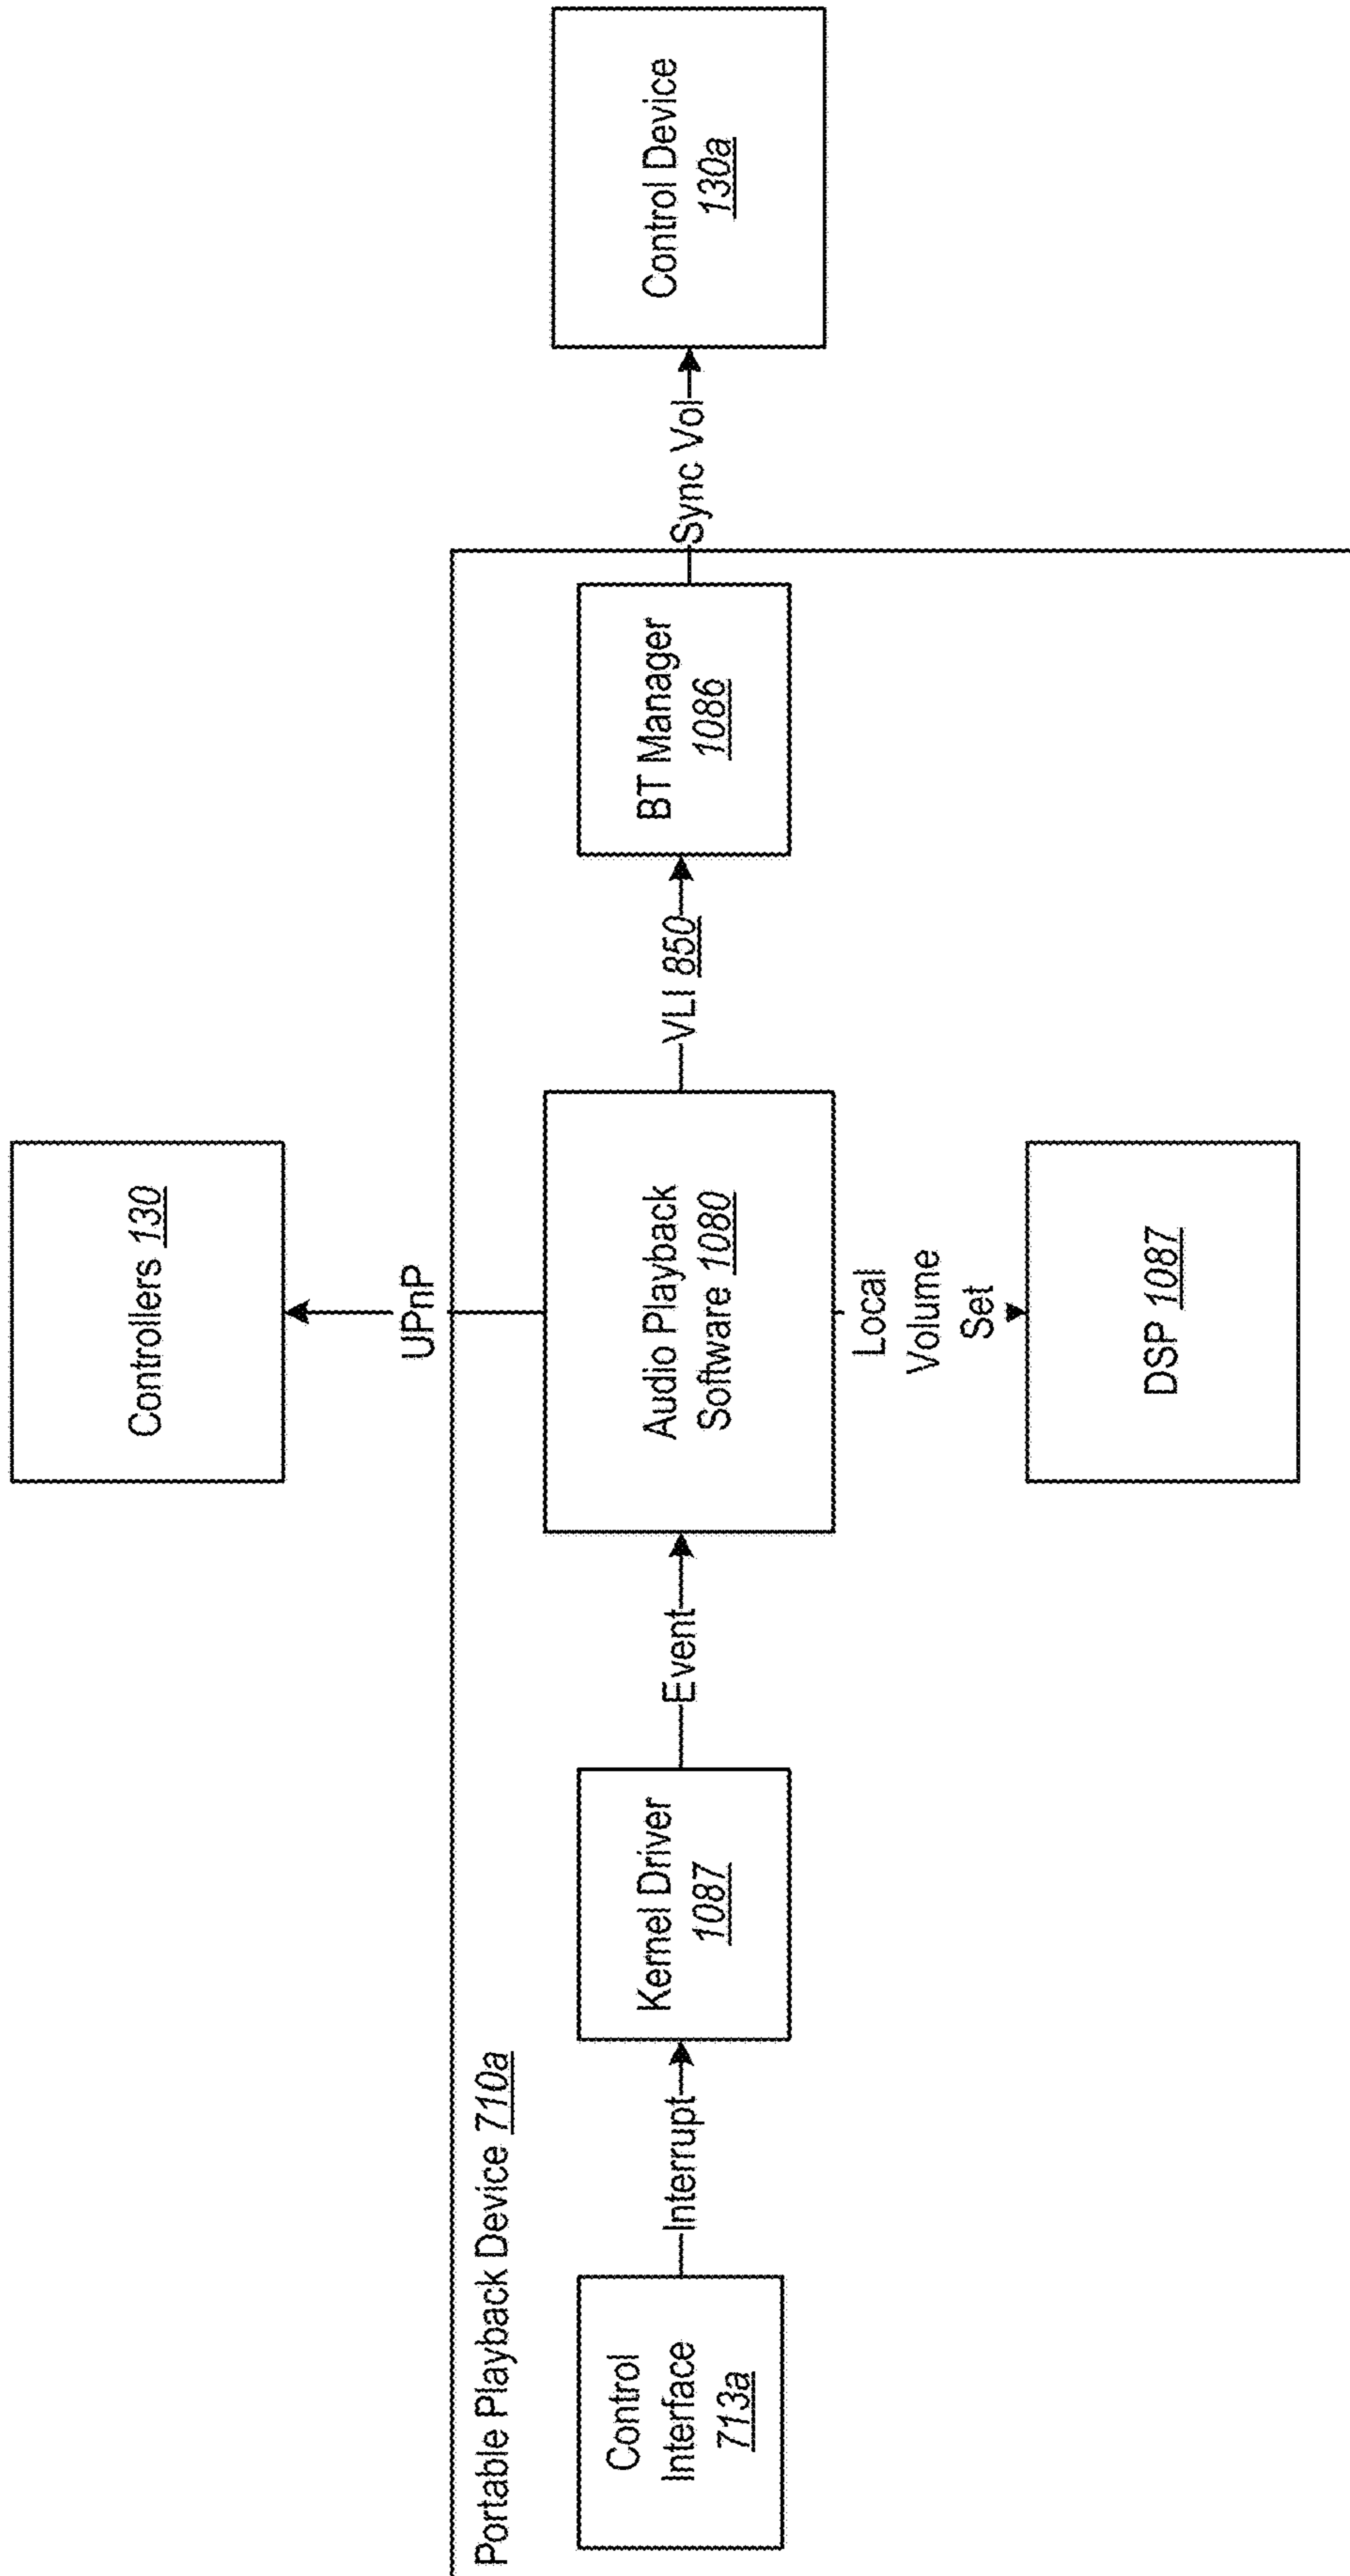 Controllers 130
UPnP
Portable Playback Device 710a
Control
Interface
713a
Interrupt
Kernel Driver
1087
Event
Audio Playback
Software 1080
VLI 850
BT Manager
1086
Sync Vol
Control Device
130a
Local
Volume
Set
DSP 1087